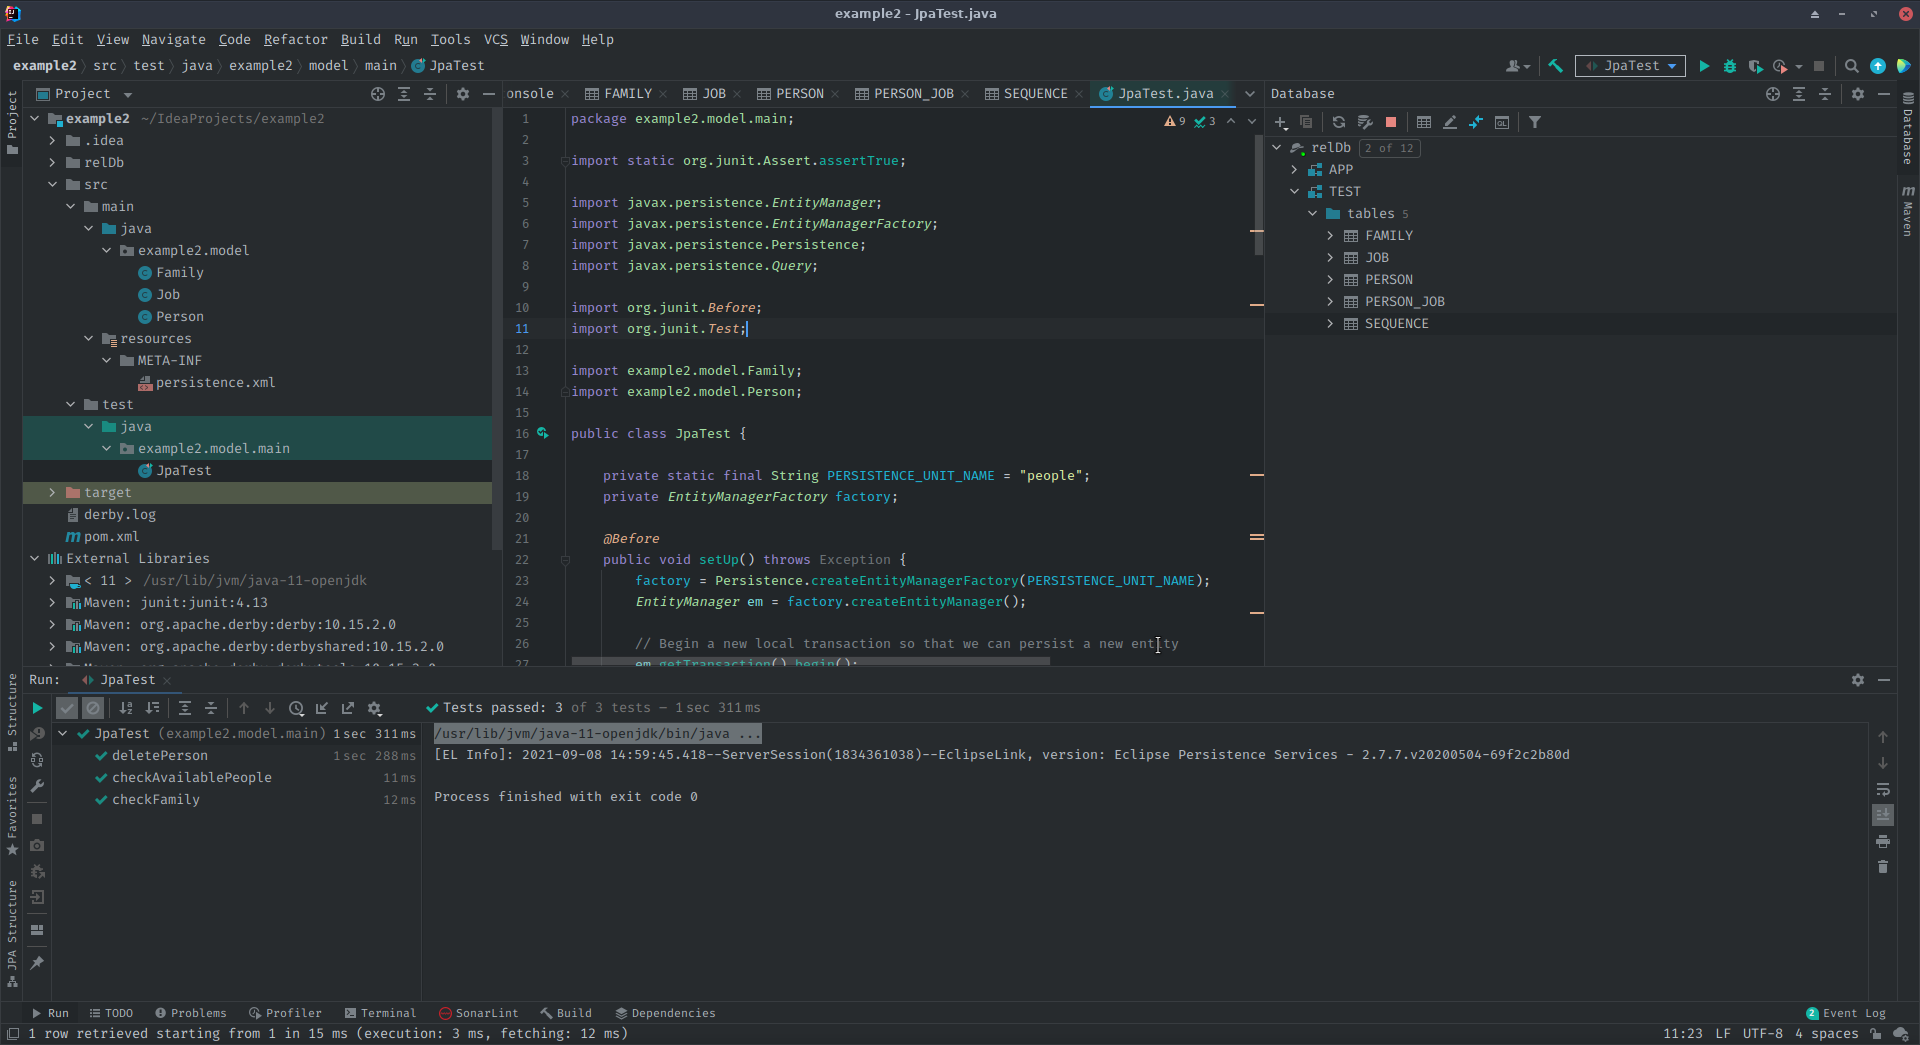 example2 – JpaTest.java
File Edit View Navigate Code Refactor Build Run Tools VCS Window Help
example2 src test java example2 model main JpaTest
JpaTest
Project
onsole FAMILY JOB PERSON PERSON_JOB SEQUENCE JpaTest.java
Database
Project
example2 ~/IdeaProjects/example2
.idea
relDb
src
main
java
example2.model
Family
Job
Person
resources
META-INF
persistence.xml
test
java
example2.model.main
JpaTest
target
derby.log
pom.xml
External Libraries
< 11 > /usr/lib/jvm/java-11-openjdk
Maven: junit:junit:4.13
Maven: org.apache.derby:derby:10.15.2.0
Maven: org.apache.derby:derbyshared:10.15.2.0
1 package example2.model.main;
9 3
2
3 import static org.junit.Assert.assertTrue;
4
5 import javax.persistence.EntityManager;
6 import javax.persistence.EntityManagerFactory;
7 import javax.persistence.Persistence;
8 import javax.persistence.Query;
9
10 import org.junit.Before;
11 import org.junit.Test;
12
13 import example2.model.Family;
14 import example2.model.Person;
15
16 public class JpaTest {
17
18 private static final String PERSISTENCE_UNIT_NAME = "people";
19 private EntityManagerFactory factory;
20
21 @Before
22 public void setUp() throws Exception {
23 factory = Persistence.createEntityManagerFactory(PERSISTENCE_UNIT_NAME);
24 EntityManager em = factory.createEntityManager();
25
26 // Begin a new local transaction so that we can persist a new entity
27 em.getTransaction().begin();
relDb 2 of 12
APP
TEST
tables 5
FAMILY
JOB
PERSON
PERSON_JOB
SEQUENCE
Database
Maven
Structure
Favorites
JPA Structure
Run: JpaTest
Tests passed: 3 of 3 tests – 1 sec 311 ms
JpaTest (example2.model.main) 1 sec 311 ms
deletePerson 1 sec 288 ms
checkAvailablePeople 11 ms
checkFamily 12 ms
/usr/lib/jvm/java-11-openjdk/bin/java ...
[EL Info]: 2021-09-08 14:59:45.418--ServerSession(1834361038)--EclipseLink, version: Eclipse Persistence Services - 2.7.7.v20200504-69f2c2b80d
Process finished with exit code 0
Run TODO Problems Profiler Terminal SonarLint Build Dependencies
2 Event Log
1 row retrieved starting from 1 in 15 ms (execution: 3 ms, fetching: 12 ms)
11:23 LF UTF-8 4 spaces